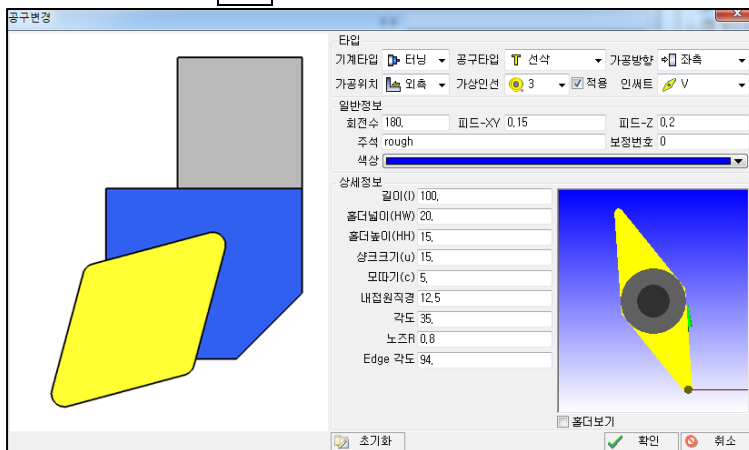 공구변경
타입
기계타입 터닝 공구타입 선삭 가공방향 좌측
가공위치 외측 가상인선 3 적용 인써트 V
일반정보
회전수 180, 피드-XY 0,15 피드-Z 0,2
주석 rough 보정번호 0
색상
상세정보
길이(l) 100,
홀더넓이(HW) 20,
홀더높이(HH) 15,
샹크크기(u) 15,
모따기(c) 5,
내접원직경 12,5
각도 35,
노즈R 0,8
Edge 각도 94,
홀더보기
초기화 확인 취소